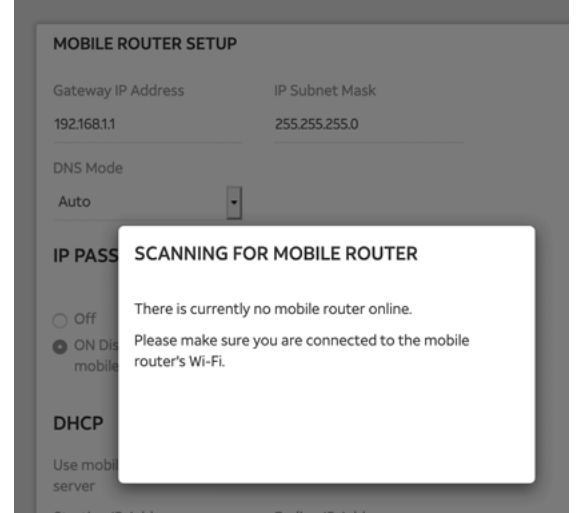 MOBILE ROUTER SETUP
Gateway IP Address IP Subnet Mask
192.168.1.1 255.255.255.0
DNS Mode
Auto
IP PASS
SCANNING FOR MOBILE ROUTER
There is currently no mobile router online.
Off
Please make sure you are connected to the mobile
ON Dis
router's Wi-Fi.
mobile
DHCP
Use mobil
server